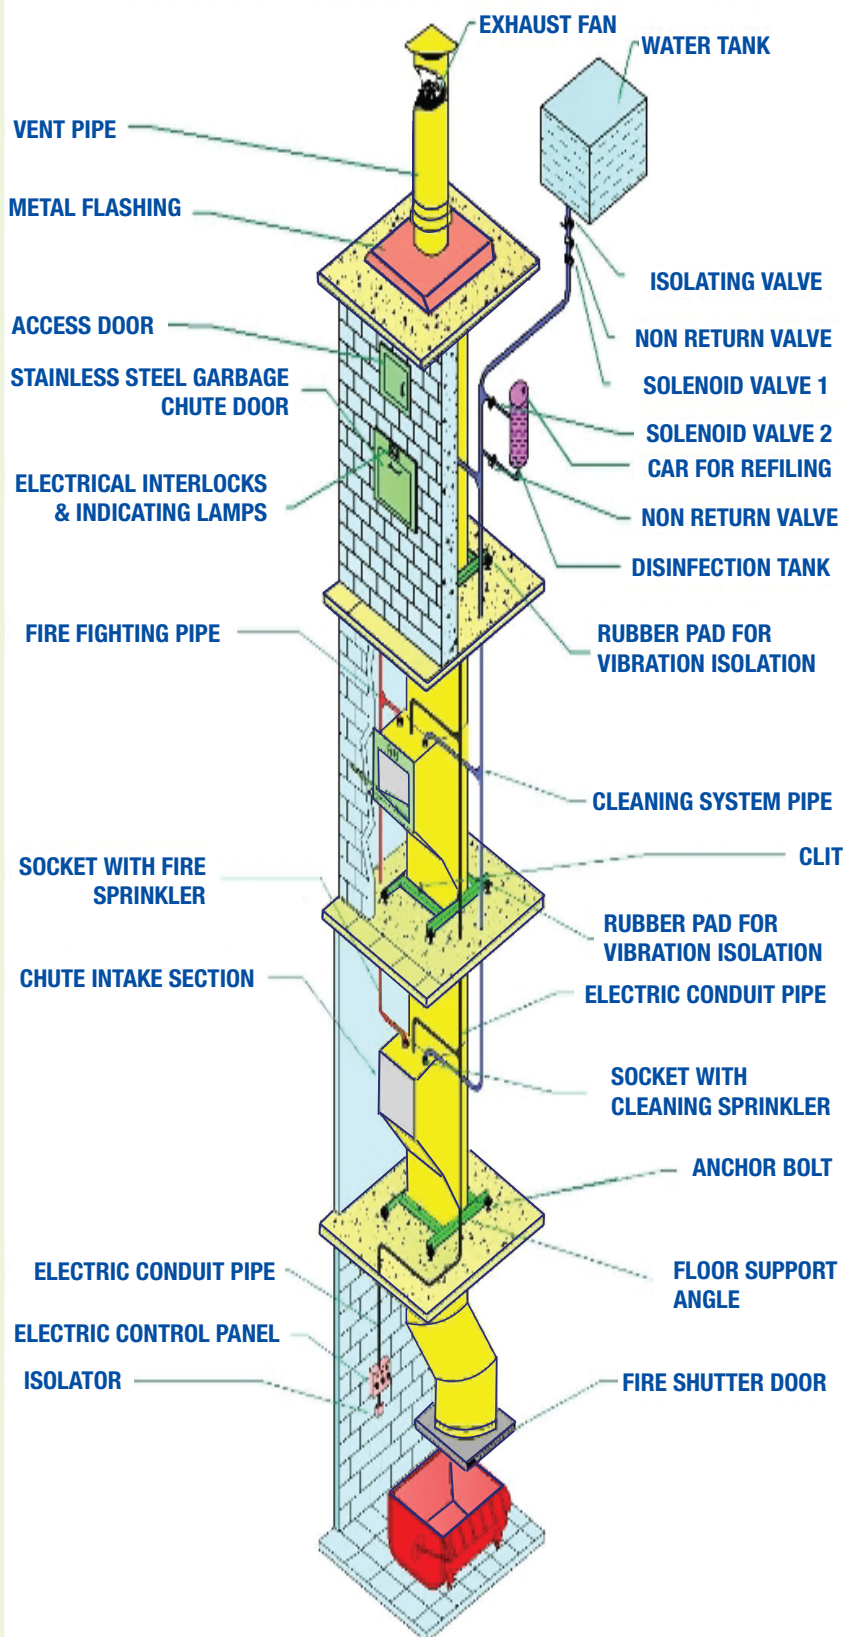 EXHAUST FAN
WATER TANK
VENT PIPE
METAL FLASHING
ISOLATING VALVE
ACCESS DOOR
NON RETURN VALVE
STAINLESS STEEL GARBAGE
CHUTE DOOR
SOLENOID VALVE 1
SOLENOID VALVE 2
CAR FOR REFILING
ELECTRICAL INTERLOCKS
& INDICATING LAMPS
NON RETURN VALVE
DISINFECTION TANK
FIRE FIGHTING PIPE
RUBBER PAD FOR
VIBRATION ISOLATION
CLEANING SYSTEM PIPE
CLIT
SOCKET WITH FIRE
SPRINKLER
RUBBER PAD FOR
VIBRATION ISOLATION
CHUTE INTAKE SECTION
ELECTRIC CONDUIT PIPE
SOCKET WITH
CLEANING SPRINKLER
ANCHOR BOLT
ELECTRIC CONDUIT PIPE
FLOOR SUPPORT
ANGLE
ELECTRIC CONTROL PANEL
ISOLATOR
FIRE SHUTTER DOOR